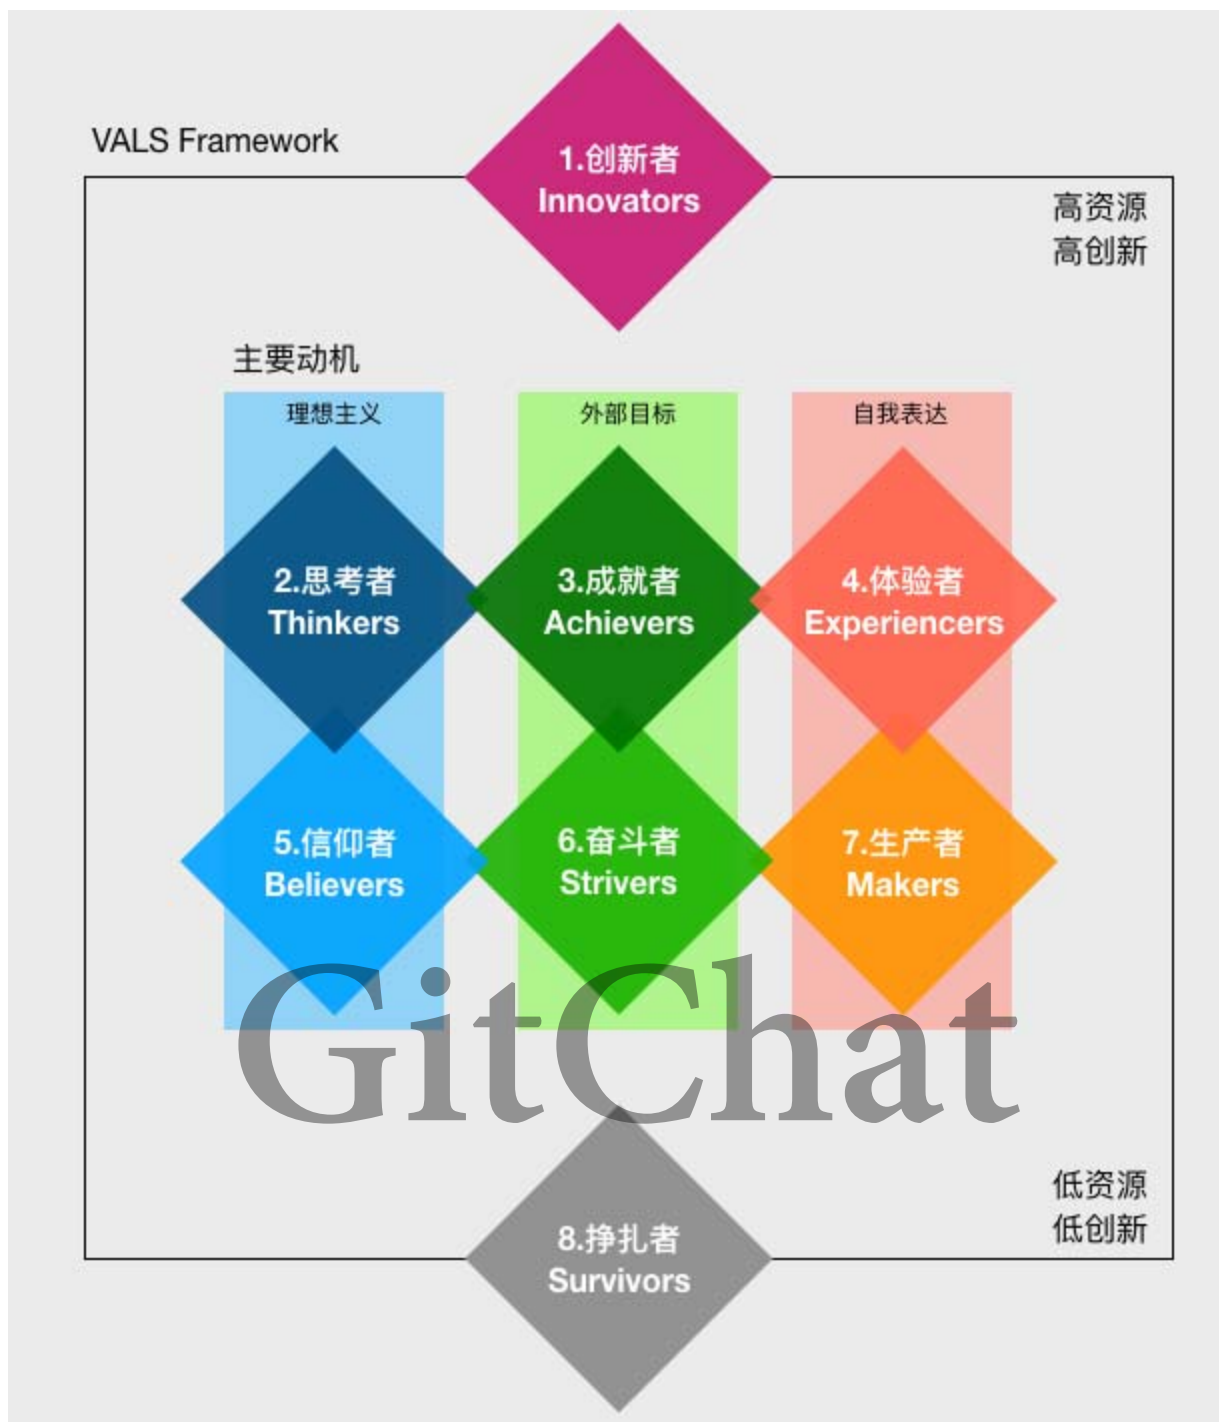 VALS Framework
1.创新者
Innovators
高资源
高创新
主要动机
理想主义
外部目标
自我表达
2.思考者
Thinkers
3.成就者
Achievers
4.体验者
Experiencers
5.信仰者
Believers
6.奋斗者
Strivers
7.生产者
Makers
GitChat
低资源
低创新
8.挣扎者
Survivors